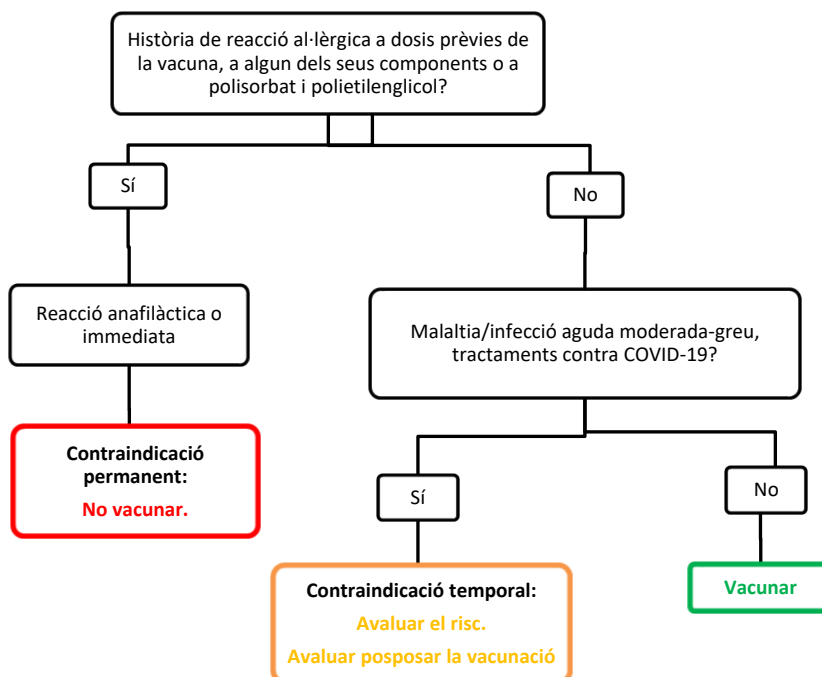 Història de reacció al·lèrgica a dosis prèvies de
la vacuna, a algun dels seus components o a
polisorbat i polietilenglicol?
Sí
No
Reacció anafilàctica o
immediata
Malaltia/infecció aguda moderada-greu,
tractaments contra COVID-19?
Contraindicació
permanent:
No vacunar.
Sí
No
Contraindicació temporal:
Avaluar el risc.
Avaluar posposar la vacunació
Vacunar